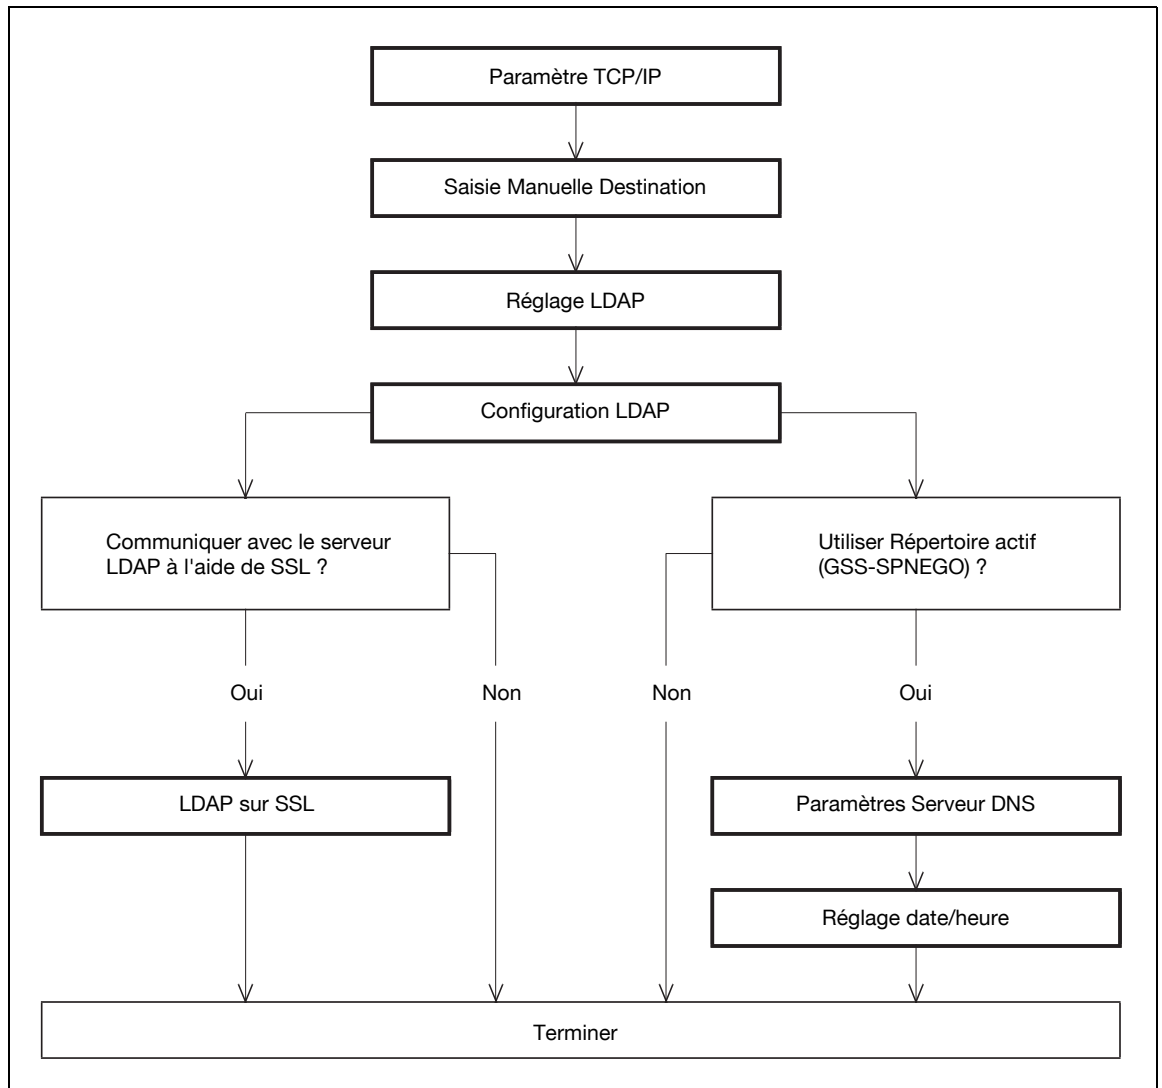 Paramètre TCP/IP
Saisie Manuelle Destination
Réglage LDAP
Configuration LDAP
Communiquer avec le serveur
LDAP à l'aide de SSL ?
Utiliser Répertoire actif
(GSS-SPNEGO) ?
Oui
Non
Non
Oui
LDAP sur SSL
Paramètres Serveur DNS
Réglage date/heure
Terminer